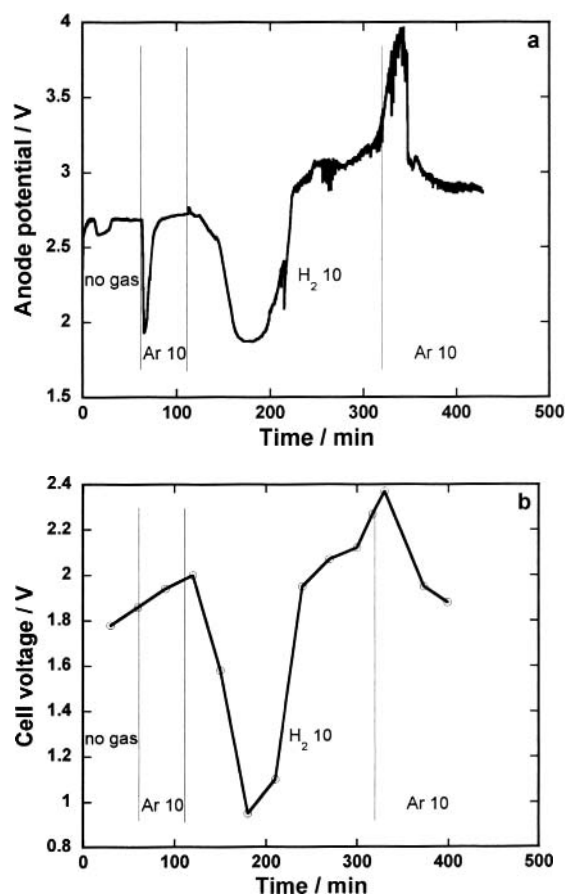 a
Anode potential / V
4
3.5
3
2.5
2
1.5
no gas
Ar 10
H₂ 10
Ar 10
0 100 200 300 400 500
Time / min
b
Cell voltage / V
2.4
2.2
2
1.8
1.6
1.4
1.2
1
0.8
no gas
Ar 10
H₂ 10
Ar 10
0 100 200 300 400 500
Time / min